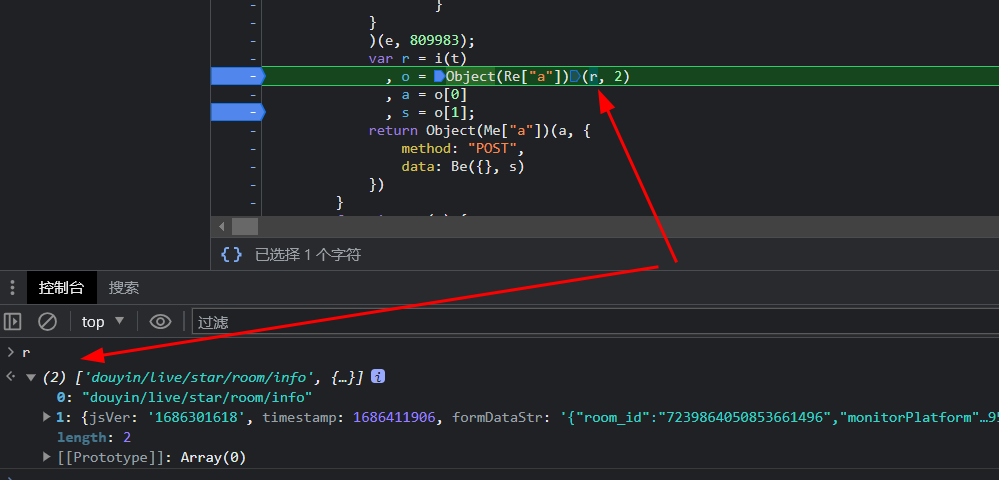 }
}
)(e, 809983);
var r = i(t)
, o = Object(Re["a"])(r, 2)
, a = o[0]
, s = o[1];
return Object(Me["a"])(a, {
method: "POST",
data: Be({}, s)
})
}
{} 已选择 1 个字符
控制台 搜索
top 过滤
r
(2) ['douyin/live/star/room/info', {…}]
0: "douyin/live/star/room/info"
1: {jsVer: '1686301618', timestamp: 1686411906, formDataStr: '{"room_id":"7239864050853661496","monitorPlatform"…95
length: 2
[[Prototype]]: Array(0)